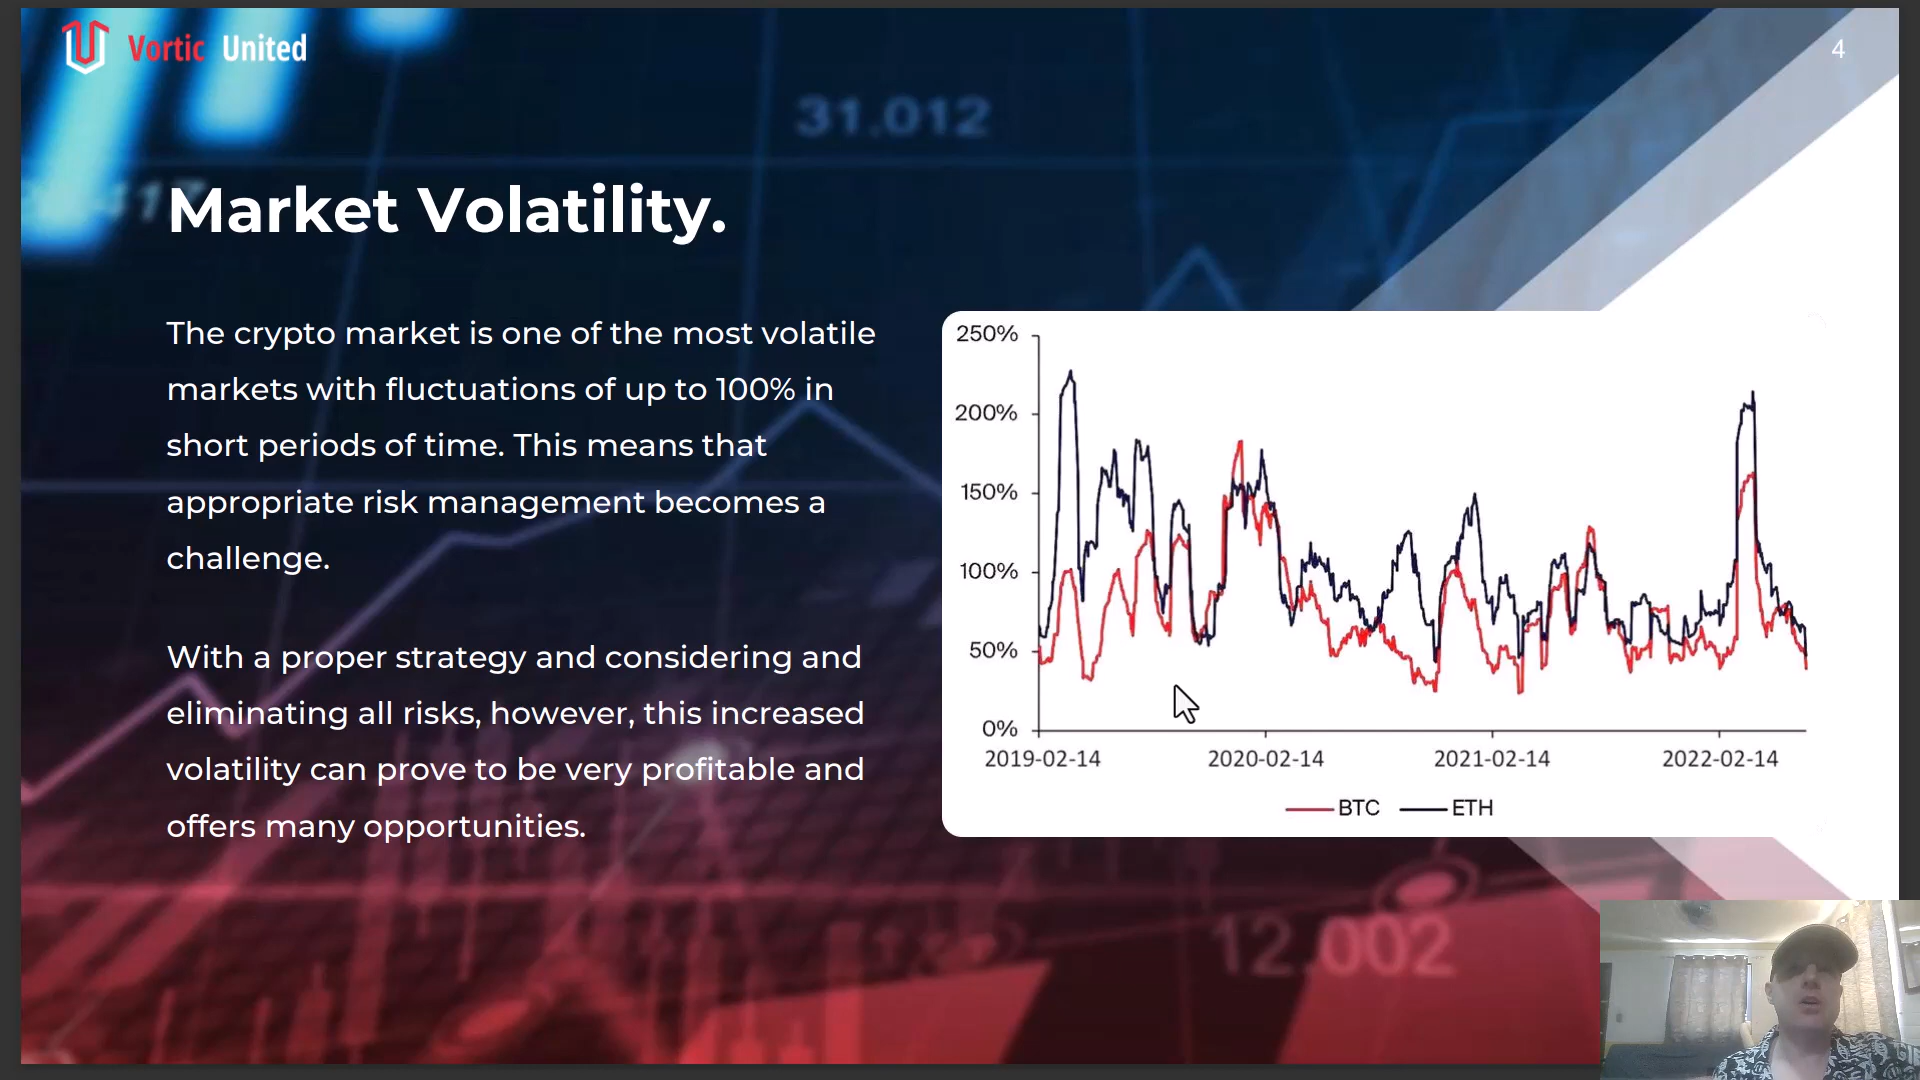 Vortic United
4
31.012
417
Market Volatility.
The crypto market is one of the most volatile
markets with fluctuations of up to 100% in
short periods of time. This means that
appropriate risk management becomes a
challenge.
With a proper strategy and considering and
eliminating all risks, however, this increased
volatility can prove to be very profitable and
offers many opportunities.
250%
200%
150%
100%
50%
0%
2019-02-14 2020-02-14 2021-02-14 2022-02-14
BTC ETH
12.002